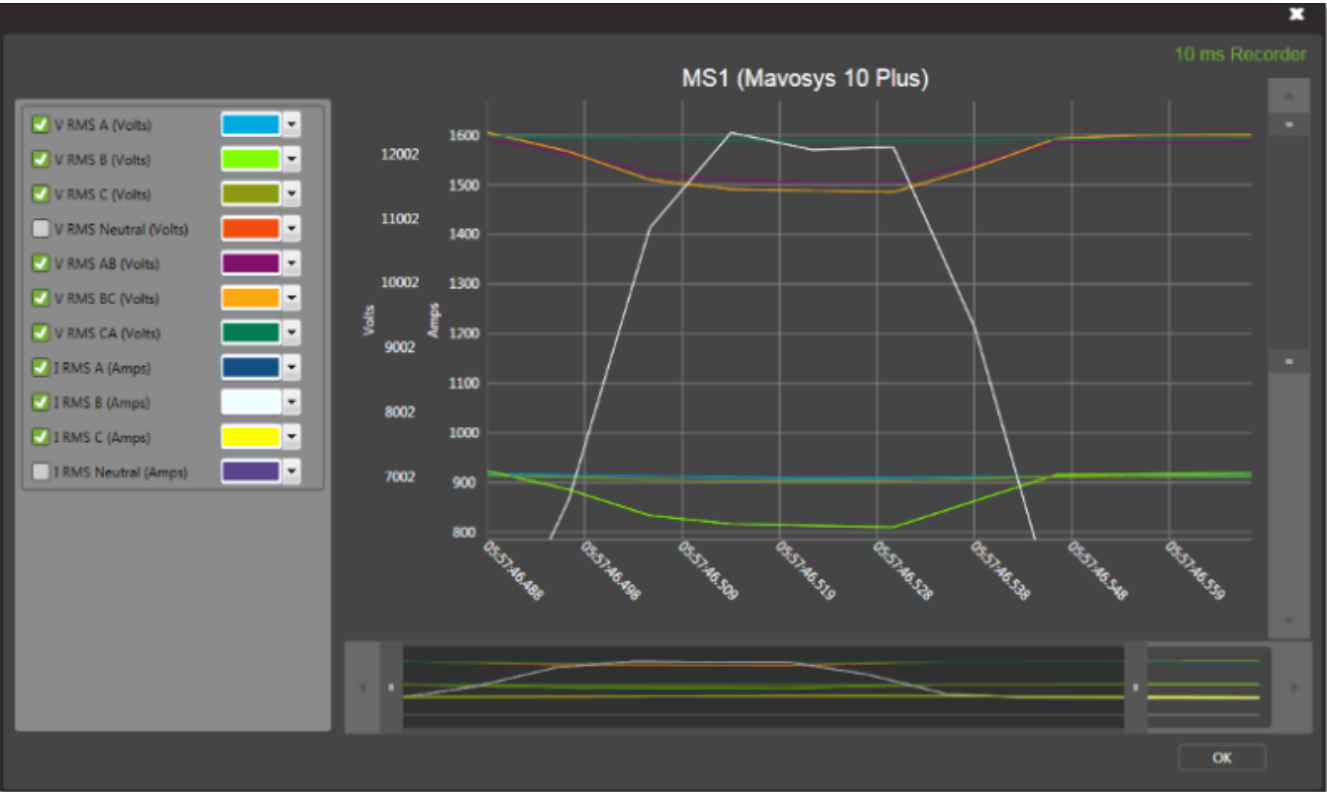 10 ms Recorder
MS1 (Mavosys 10 Plus)
V RMS A (Volts)
V RMS B (Volts)
V RMS C (Volts)
V RMS Neutral (Volts)
V RMS AB (Volts)
V RMS BC (Volts)
V RMS CA (Volts)
I RMS A (Amps)
I RMS B (Amps)
I RMS C (Amps)
I RMS Neutral (Amps)
Volts
12002
11002
10002
9002
8002
7002
Amps
1600
1500
1400
1300
1200
1100
1000
900
800
05:57:46.488
05:57:46.498
05:57:46.509
05:57:46.519
05:57:46.528
05:57:46.538
05:57:46.548
05:57:46.559
OK